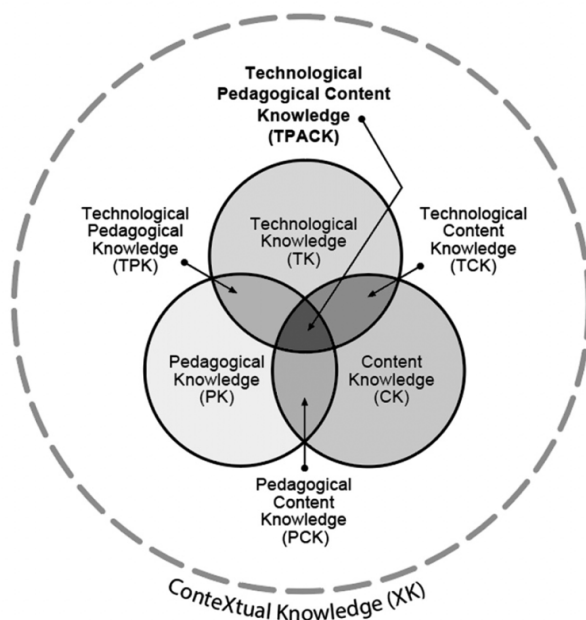 Technological
Pedagogical Content
Knowledge
(TPACK)
Technological
Pedagogical
Knowledge
(TPK)
Technological
Knowledge
(TK)
Technological
Content
Knowledge
(TCK)
Pedagogical
Knowledge
(PK)
Content
Knowledge
(CK)
Pedagogical
Content
Knowledge
(PCK)
ConteXtual Knowledge (XK)